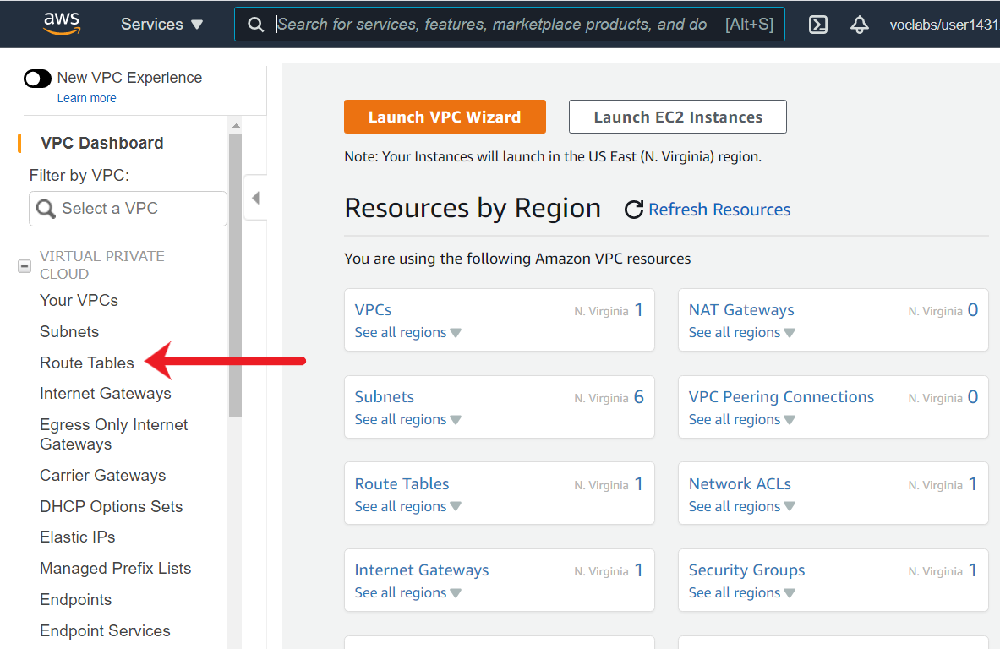 aws
Services
Search for services, features, marketplace products, and do [Alt+S]
voclabs/user1431
New VPC Experience
Learn more
VPC Dashboard
Filter by VPC:
Select a VPC
VIRTUAL PRIVATE
CLOUD
Your VPCs
Subnets
Route Tables
Internet Gateways
Egress Only Internet
Gateways
Carrier Gateways
DHCP Options Sets
Elastic IPs
Managed Prefix Lists
Endpoints
Endpoint Services
Launch VPC Wizard
Launch EC2 Instances
Note: Your Instances will launch in the US East (N. Virginia) region.
Resources by Region
Refresh Resources
You are using the following Amazon VPC resources
VPCs N. Virginia 1
See all regions
NAT Gateways N. Virginia 0
See all regions
Subnets N. Virginia 6
See all regions
VPC Peering Connections N. Virginia 0
See all regions
Route Tables N. Virginia 1
See all regions
Network ACLs N. Virginia 1
See all regions
Internet Gateways N. Virginia 1
See all regions
Security Groups N. Virginia 1
See all regions